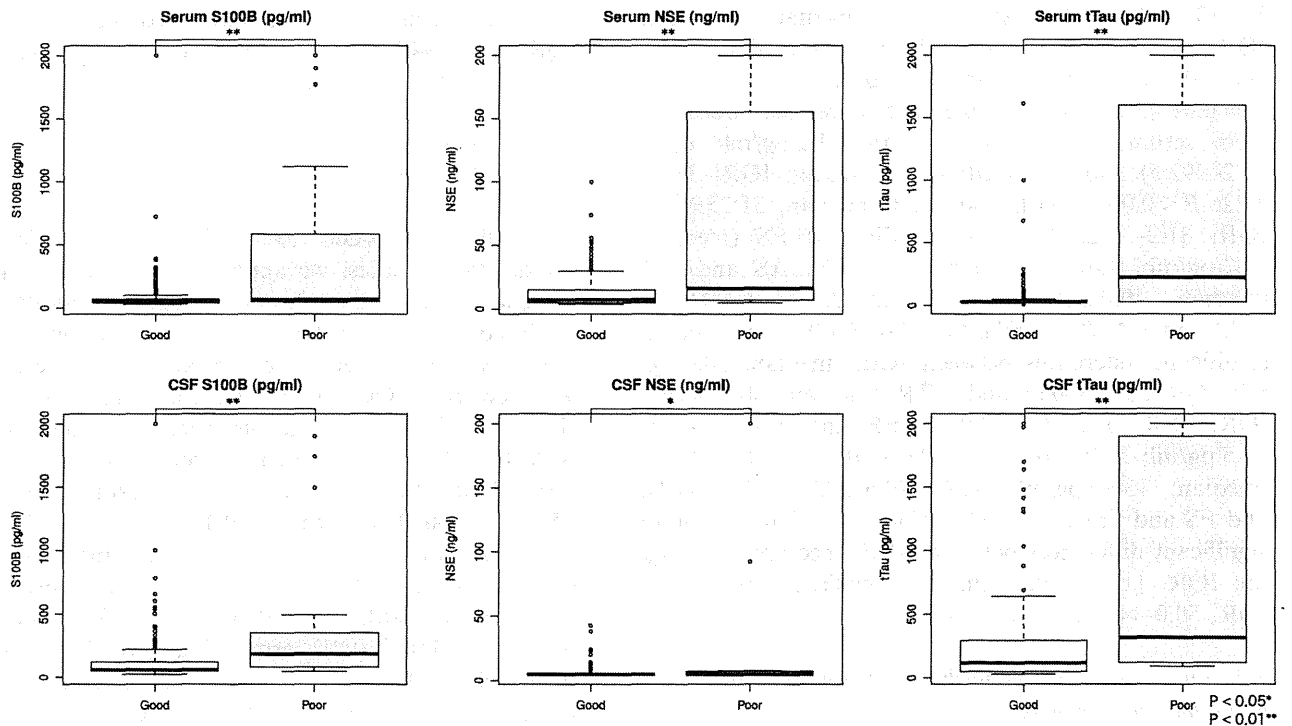 Serum S100B (pg/ml)
**
S100B (pg/ml)
2000
1500
1000
500
0
Good
Poor
Serum NSE (ng/ml)
**
NSE (ng/ml)
200
150
100
50
0
Good
Poor
Serum tTau (pg/ml)
**
tTau (pg/ml)
2000
1500
1000
500
0
Good
Poor
CSF S100B (pg/ml)
**
S100B (pg/ml)
2000
1500
1000
500
0
Good
Poor
CSF NSE (ng/ml)
*
NSE (ng/ml)
200
150
100
50
0
Good
Poor
CSF tTau (pg/ml)
**
tTau (pg/ml)
2000
1500
1000
500
0
Good
Poor
P < 0.05*
P < 0.01**